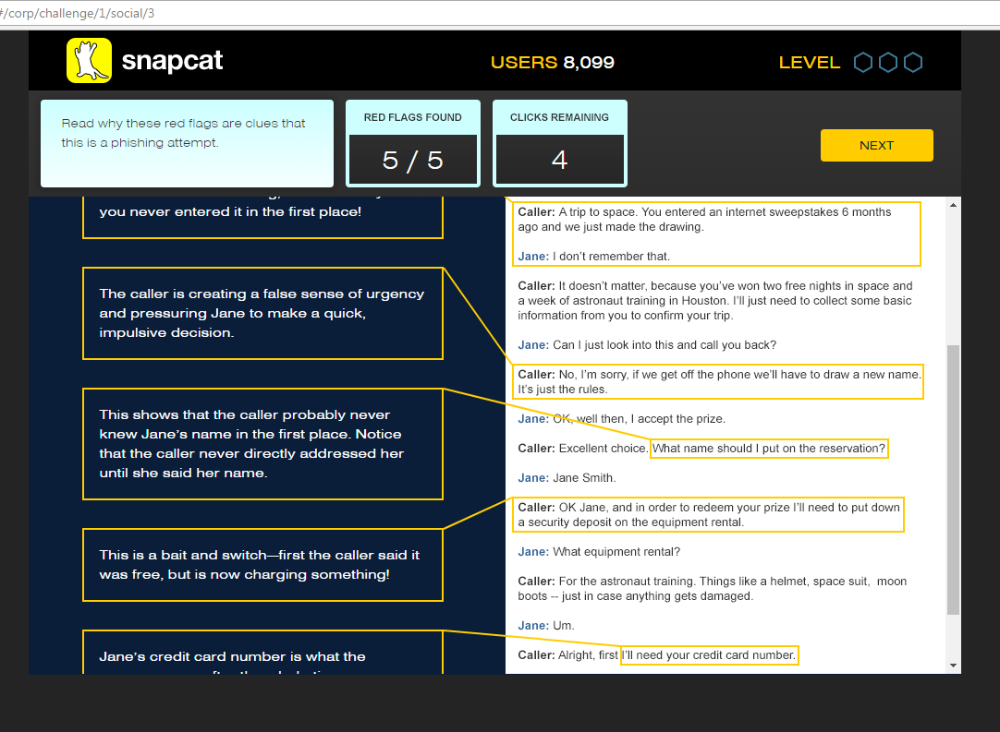 #/corp/challenge/1/social/3
snapcat
USERS 8,099
LEVEL
Read why these red flags are clues that
this is a phishing attempt.
RED FLAGS FOUND
5 / 5
CLICKS REMAINING
4
NEXT
you never entered it in the first place!
The caller is creating a false sense of urgency
and pressuring Jane to make a quick,
impulsive decision.
This shows that the caller probably never
knew Jane’s name in the first place. Notice
that the caller never directly addressed her
until she said her name.
This is a bait and switch—first the caller said it
was free, but is now charging something!
Jane’s credit card number is what the
Caller: A trip to space. You entered an internet sweepstakes 6 months
ago and we just made the drawing.
Jane: I don’t remember that.
Caller: It doesn’t matter, because you’ve won two free nights in space and
a week of astronaut training in Houston. I’ll just need to collect some basic
information from you to confirm your trip.
Jane: Can I just look into this and call you back?
Caller: No, I’m sorry, if we get off the phone we’ll have to draw a new name.
It’s just the rules.
Jane: OK, well then, I accept the prize.
Caller: Excellent choice. What name should I put on the reservation?
Jane: Jane Smith.
Caller: OK Jane, and in order to redeem your prize I’ll need to put down
a security deposit on the equipment rental.
Jane: What equipment rental?
Caller: For the astronaut training. Things like a helmet, space suit,  moon
boots -- just in case anything gets damaged.
Jane: Um.
Caller: Alright, first I’ll need your credit card number.